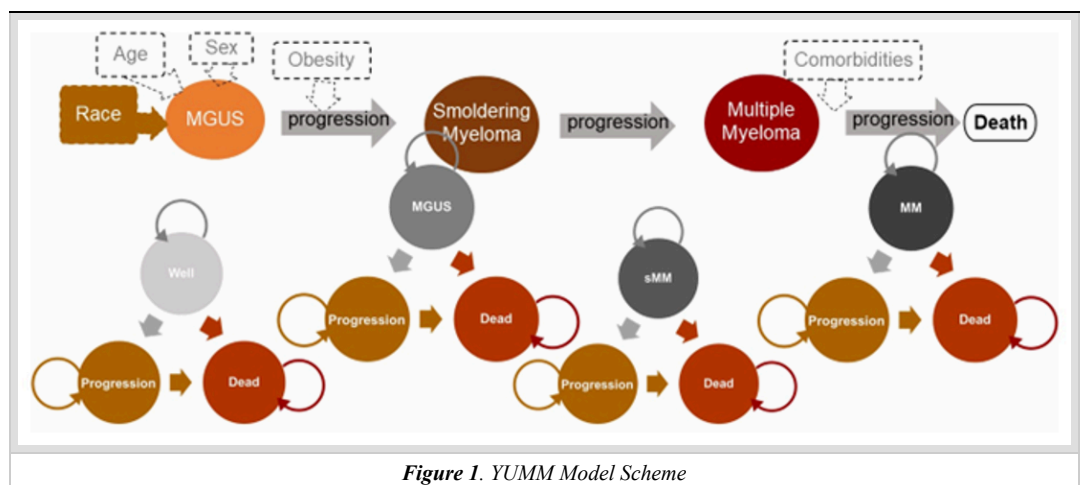 Age
Sex
Obesity
Comorbidities
Race
MGUS
progression
Smoldering
Myeloma
progression
Multiple
Myeloma
progression
Death
Well
Progression
Dead
MGUS
Progression
Dead
sMM
Progression
Dead
MM
Progression
Dead
Figure 1. YUMM Model Scheme